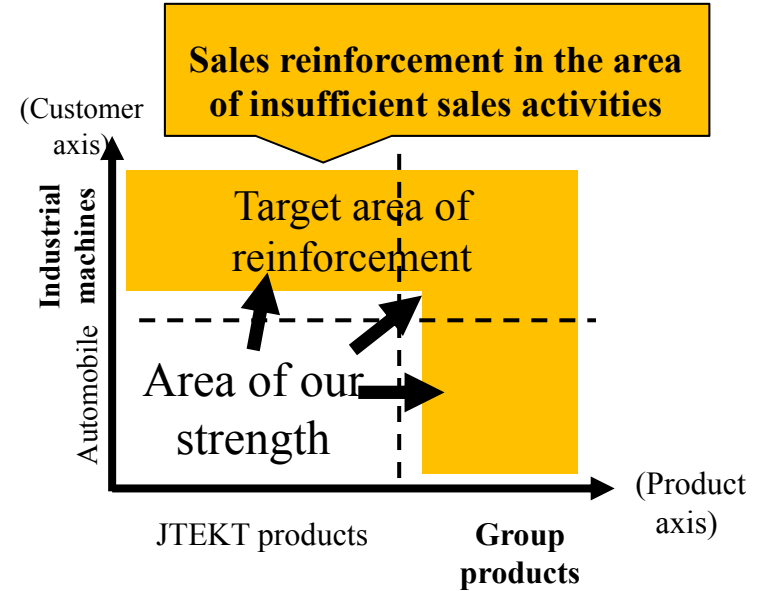 Sales reinforcement in the area
of insufficient sales activities
(Customer
axis)
Industrial
machines
Automobile
Target area of
reinforcement
Area of our
strength
(Product
axis)
JTEKT products
Group
products